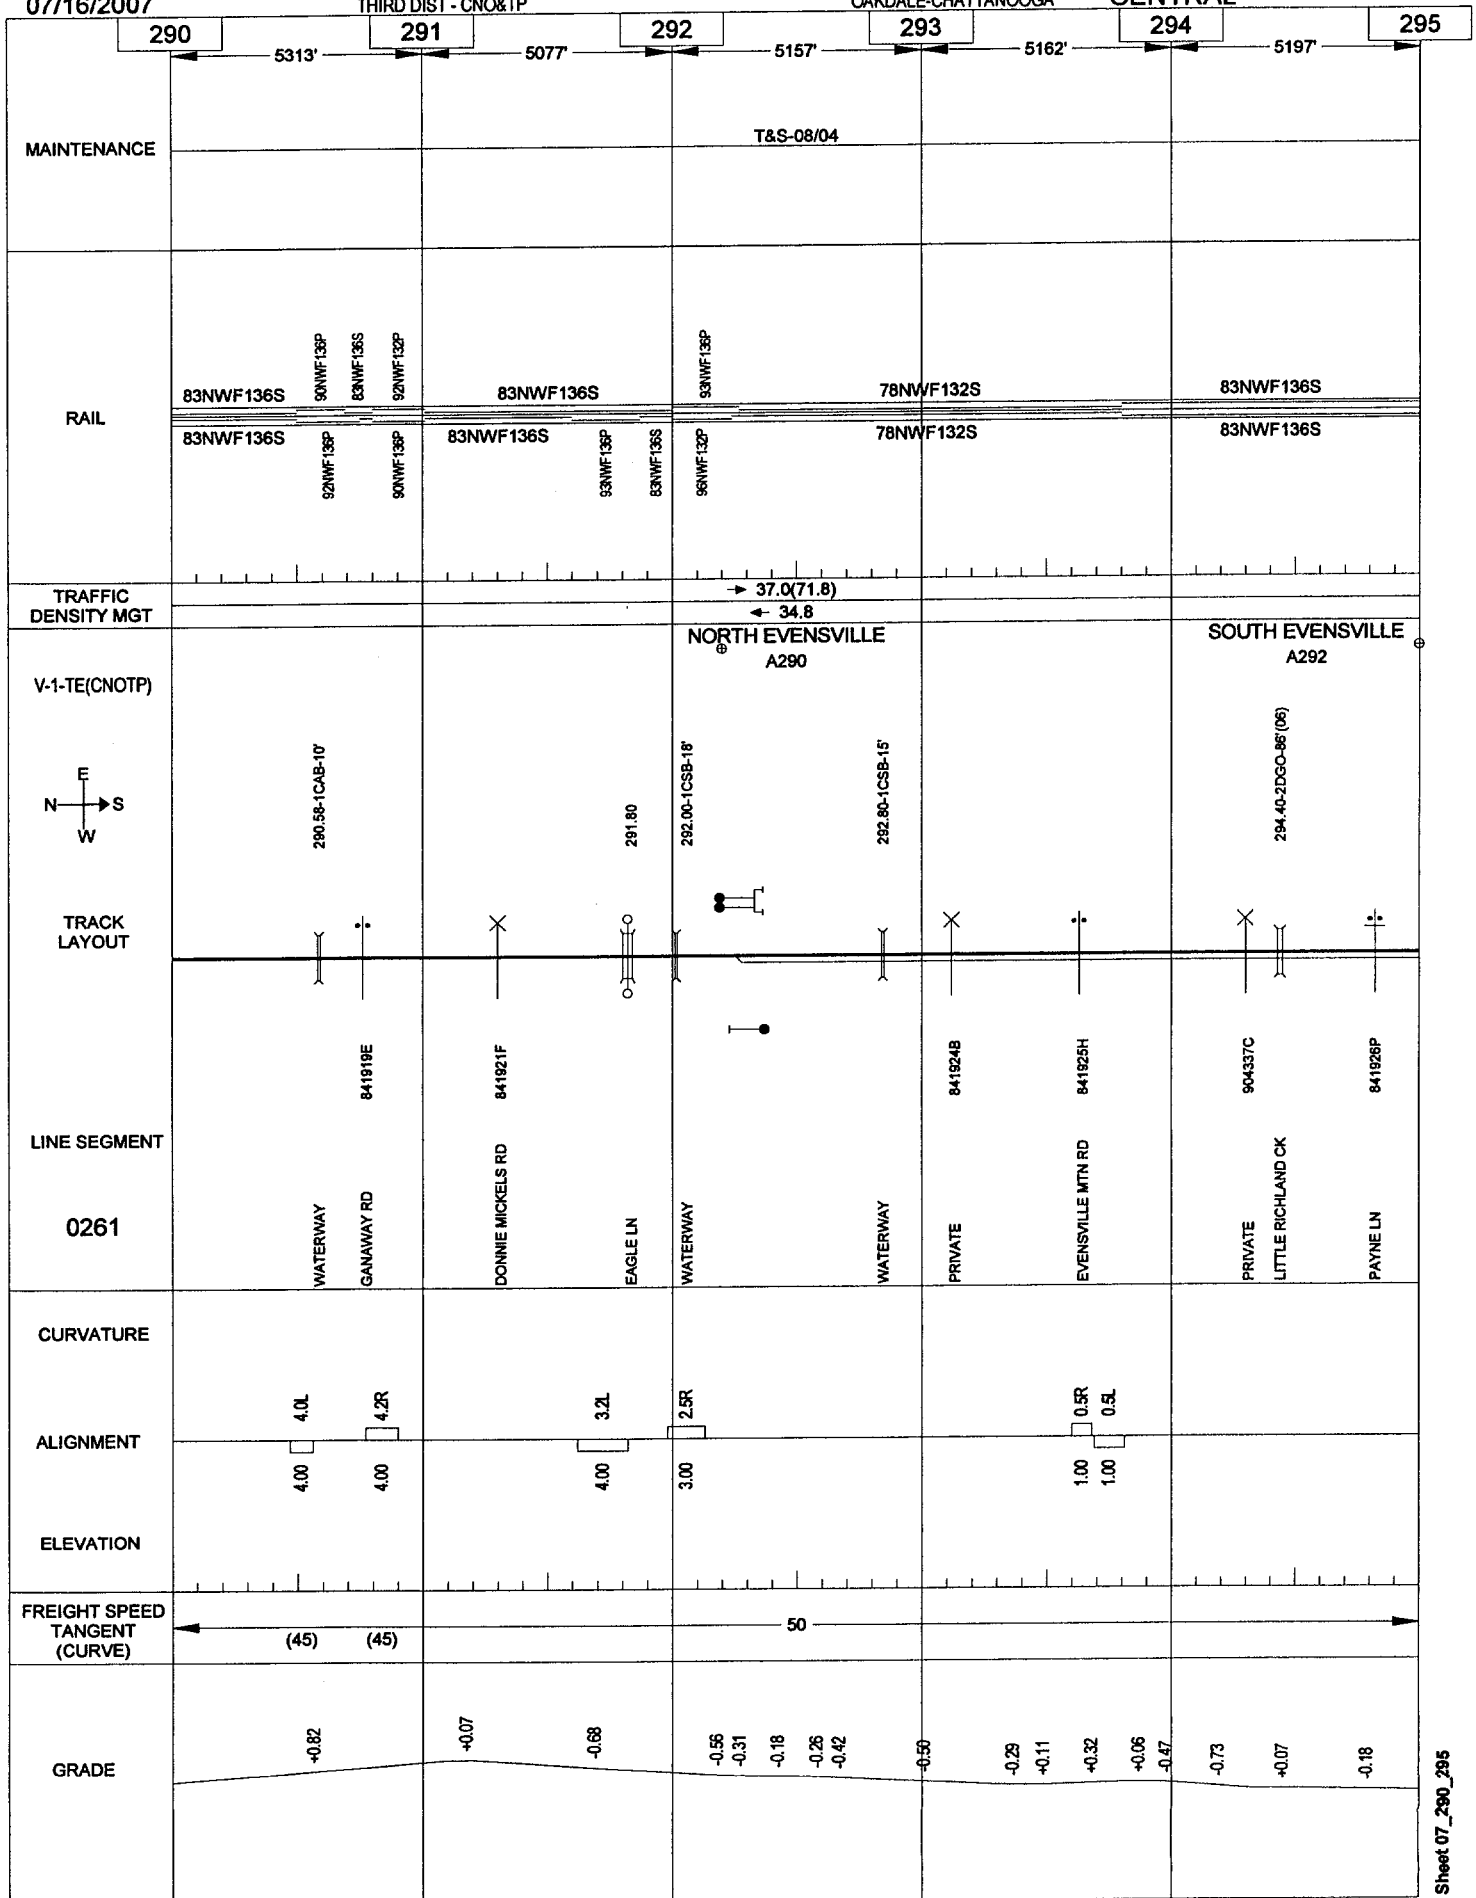 07/16/2007 THIRD DIST - CNO&TP OAKDALE-CHATTANOOGA CENTRAL
290 291 292 293 294 295
5313' 5077' 5157' 5162' 5197'
MAINTENANCE
T&S-08/04
RAIL
90NWF136P 83NWF136S 92NWF132P 93NWF136P
83NWF136S 83NWF136S 78NWF132S 83NWF136S
83NWF136S 83NWF136S 78NWF132S 83NWF136S
92NWF136P 90NWF136P 93NWF136P 83NWF136S 96NWF132P
TRAFFIC
DENSITY MGT
37.0(71.8)
34.8
NORTH EVENSVILLE
A290
SOUTH EVENSVILLE
A292
V-1-TE(CNOTP)
E
N S
W
290.58-1CAB-10' 291.80 292.00-1CSB-18' 292.80-1CSB-15' 294.40-2DGO-86'(06)
TRACK
LAYOUT
841919E 841921F 841924B 841925H 904337C 841926P
LINE SEGMENT
0261
WATERWAY
GANAWAY RD
DONNIE MICKELS RD
EAGLE LN
WATERWAY
WATERWAY
PRIVATE
EVENSVILLE MTN RD
PRIVATE
LITTLE RICHLAND CK
PAYNE LN
CURVATURE
4.0L 4.2R 3.2L 2.5R 0.5R 0.5L
ALIGNMENT
4.00 4.00 4.00 3.00 1.00 1.00
ELEVATION
FREIGHT SPEED
TANGENT
(CURVE)
(45) (45) 50
GRADE
+0.82 +0.07 -0.68 -0.56 -0.31 -0.18 -0.26 -0.42 -0.50 -0.29 +0.11 +0.32 +0.06 -0.47 -0.73 +0.07 -0.18
Sheet 07_290_295